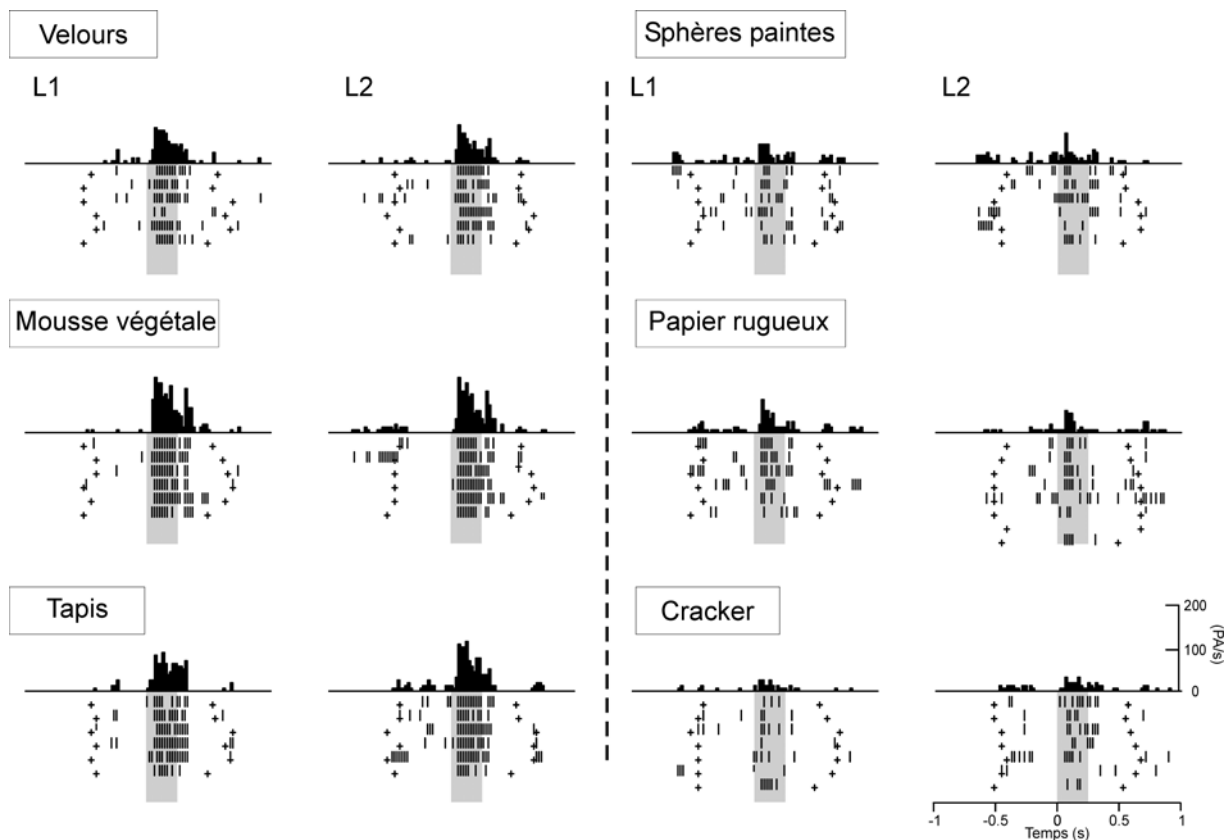 Velours
Sphères paintes
L1
L2
L1
L2
Mousse végétale
Papier rugueux
Tapis
Cracker
200
100
0
(PA/s)
-1
-0.5
0
0.5
1
Temps (s)